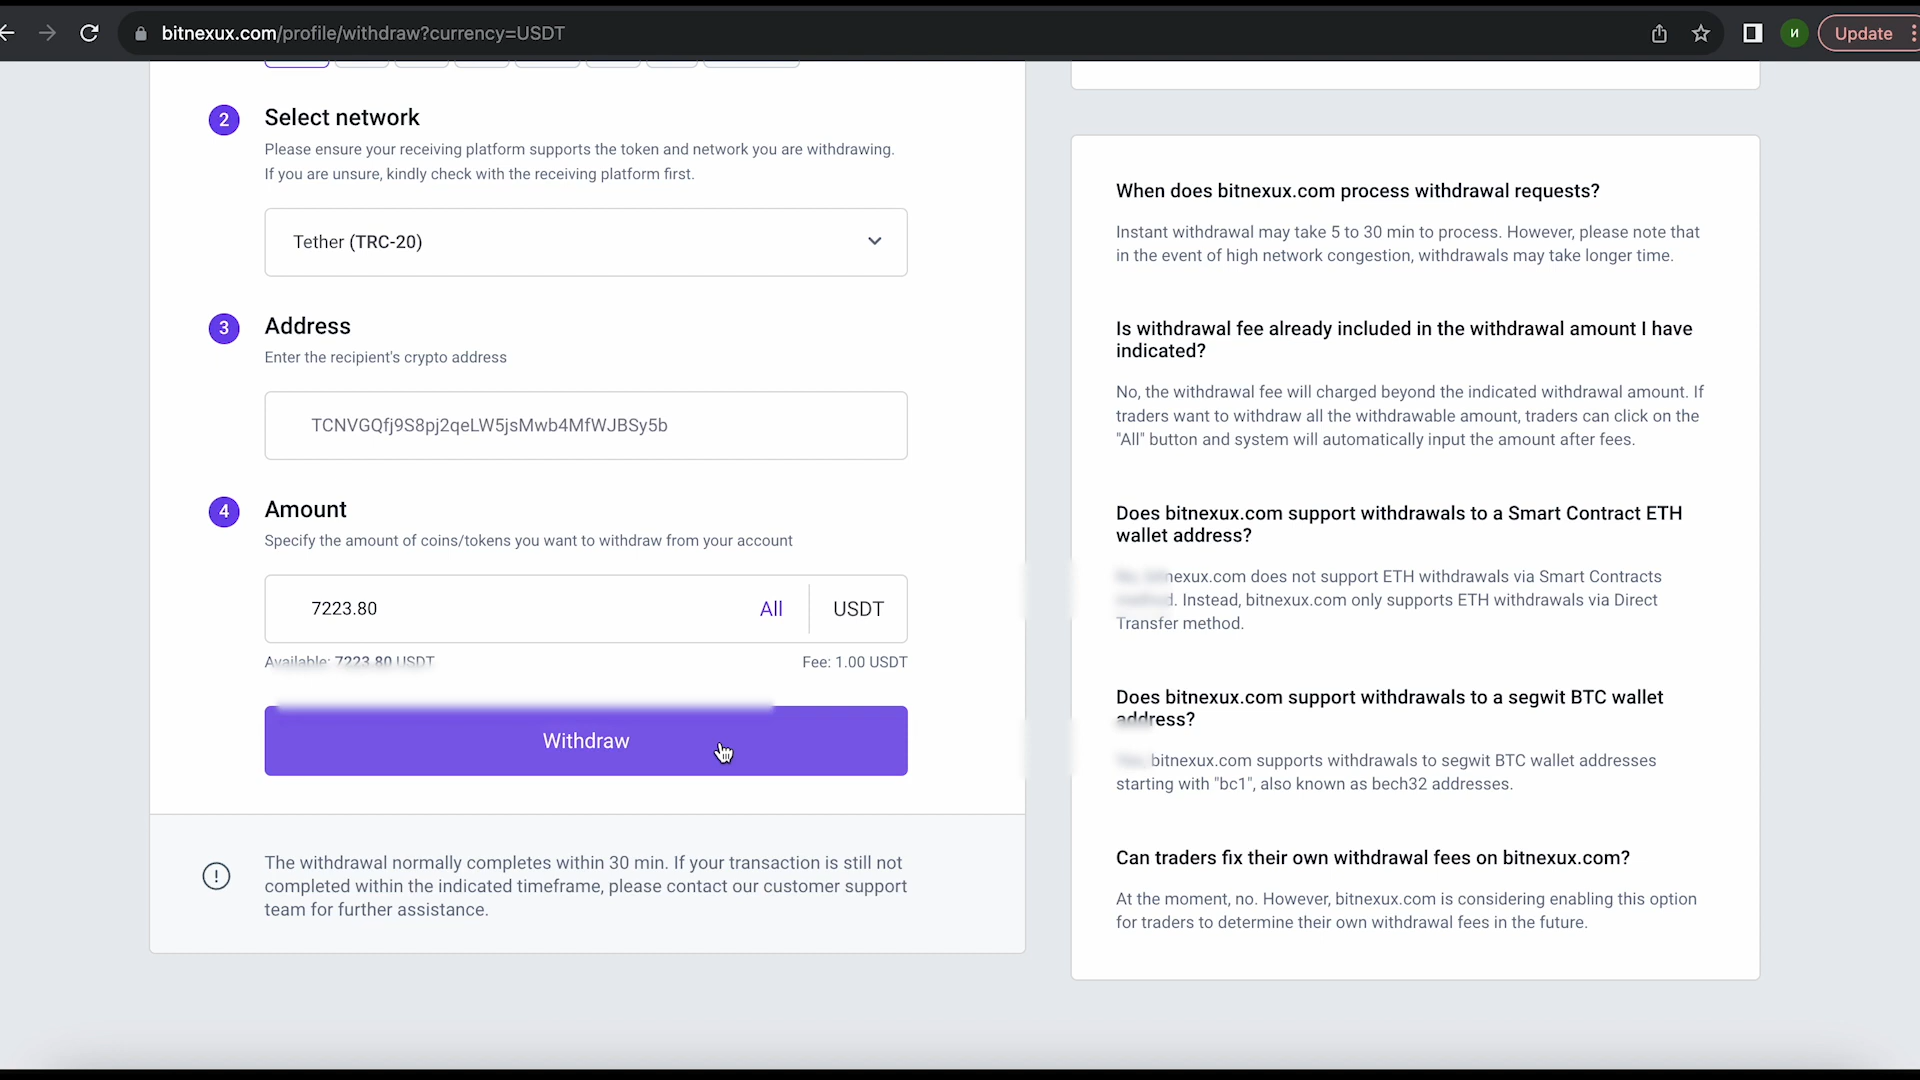 bitnexux.com/profile/withdraw?currency=USDT
И
Update
2
Select network
Please ensure your receiving platform supports the token and network you are withdrawing.
If you are unsure, kindly check with the receiving platform first.
Tether (TRC-20)
3
Address
Enter the recipient's crypto address
TCNVGQfj9S8pj2qeLW5jsMwb4MfWJBSy5b
4
Amount
Specify the amount of coins/tokens you want to withdraw from your account
7223.80
All
USDT
Available: 7223.80 USDT
Fee: 1.00 USDT
Withdraw
The withdrawal normally completes within 30 min. If your transaction is still not
completed within the indicated timeframe, please contact our customer support
team for further assistance.
When does bitnexux.com process withdrawal requests?
Instant withdrawal may take 5 to 30 min to process. However, please note that
in the event of high network congestion, withdrawals may take longer time.
Is withdrawal fee already included in the withdrawal amount I have
indicated?
No, the withdrawal fee will charged beyond the indicated withdrawal amount. If
traders want to withdraw all the withdrawable amount, traders can click on the
"All" button and system will automatically input the amount after fees.
Does bitnexux.com support withdrawals to a Smart Contract ETH
wallet address?
nexux.com does not support ETH withdrawals via Smart Contracts
Instead, bitnexux.com only supports ETH withdrawals via Direct
Transfer method.
Does bitnexux.com support withdrawals to a segwit BTC wallet
address?
bitnexux.com supports withdrawals to segwit BTC wallet addresses
starting with "bc1", also known as bech32 addresses.
Can traders fix their own withdrawal fees on bitnexux.com?
At the moment, no. However, bitnexux.com is considering enabling this option
for traders to determine their own withdrawal fees in the future.